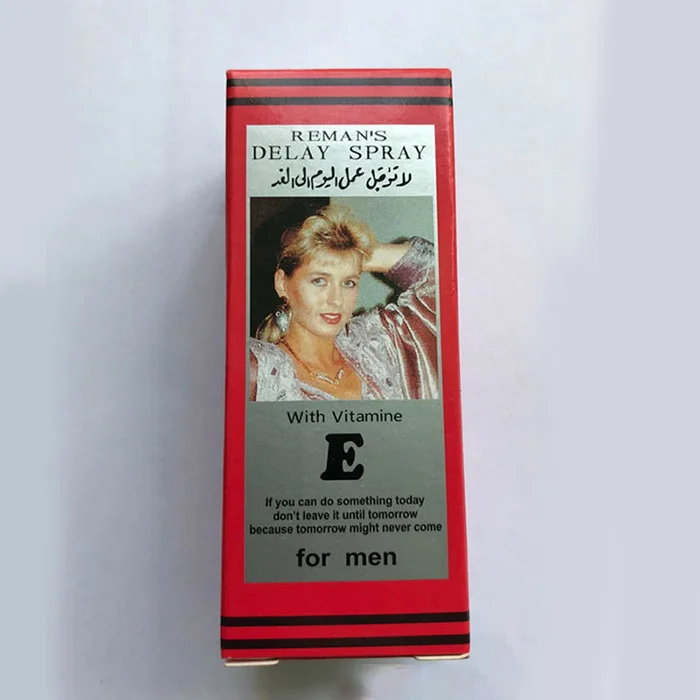 REMAN'S
DELAY SPRAY
لا تؤجل عمل اليوم الى الغد
With Vitamine
E
If you can do something today
don't leave it until tomorrow
because tomorrow might never come
for men